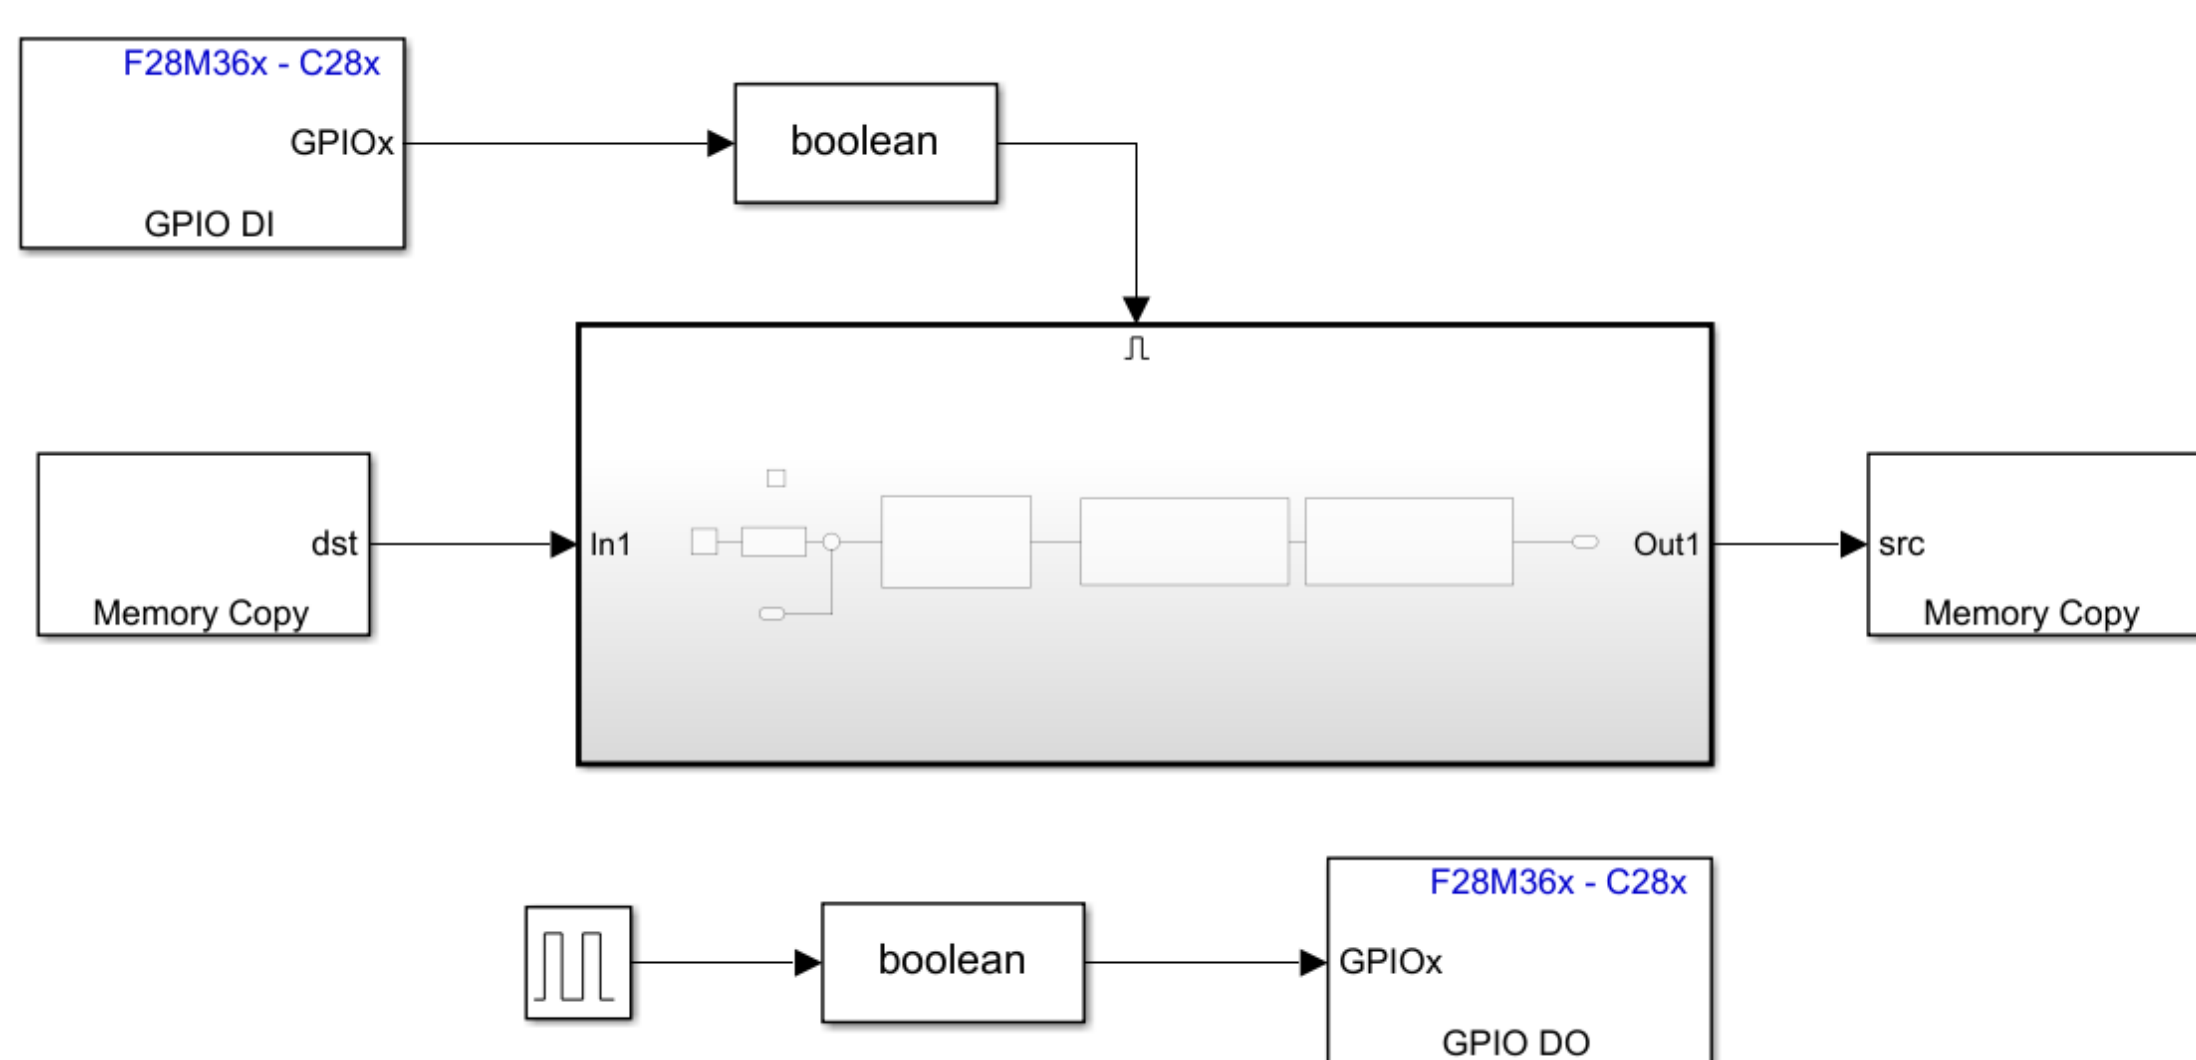 F28M36x - C28x
GPIOx
GPIO DI
boolean
dst
Memory Copy
In1
Out1
src
Memory Copy
boolean
F28M36x - C28x
GPIOx
GPIO DO